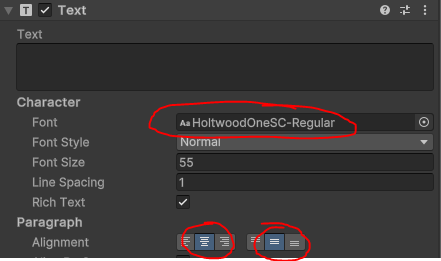 Text
Text
Character
Font Aa HoltwoodOneSC-Regular
Font Style Normal
Font Size 55
Line Spacing 1
Rich Text
Paragraph
Alignment